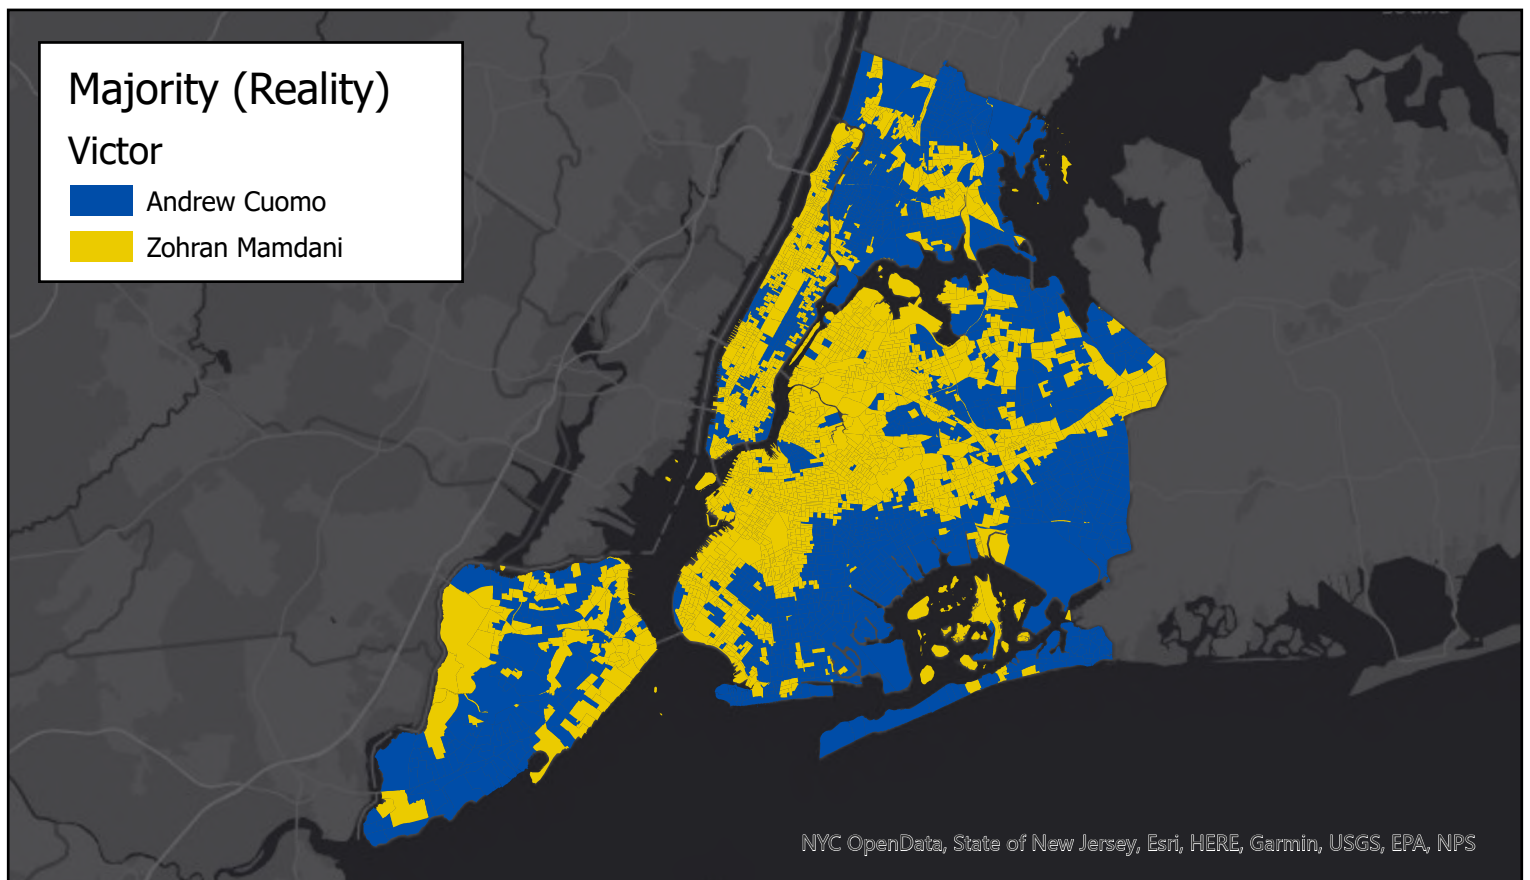 Majority (Reality)
Victor
Andrew Cuomo
Zohran Mamdani
NYC OpenData, State of New Jersey, Esri, HERE, Garmin, USGS, EPA, NPS